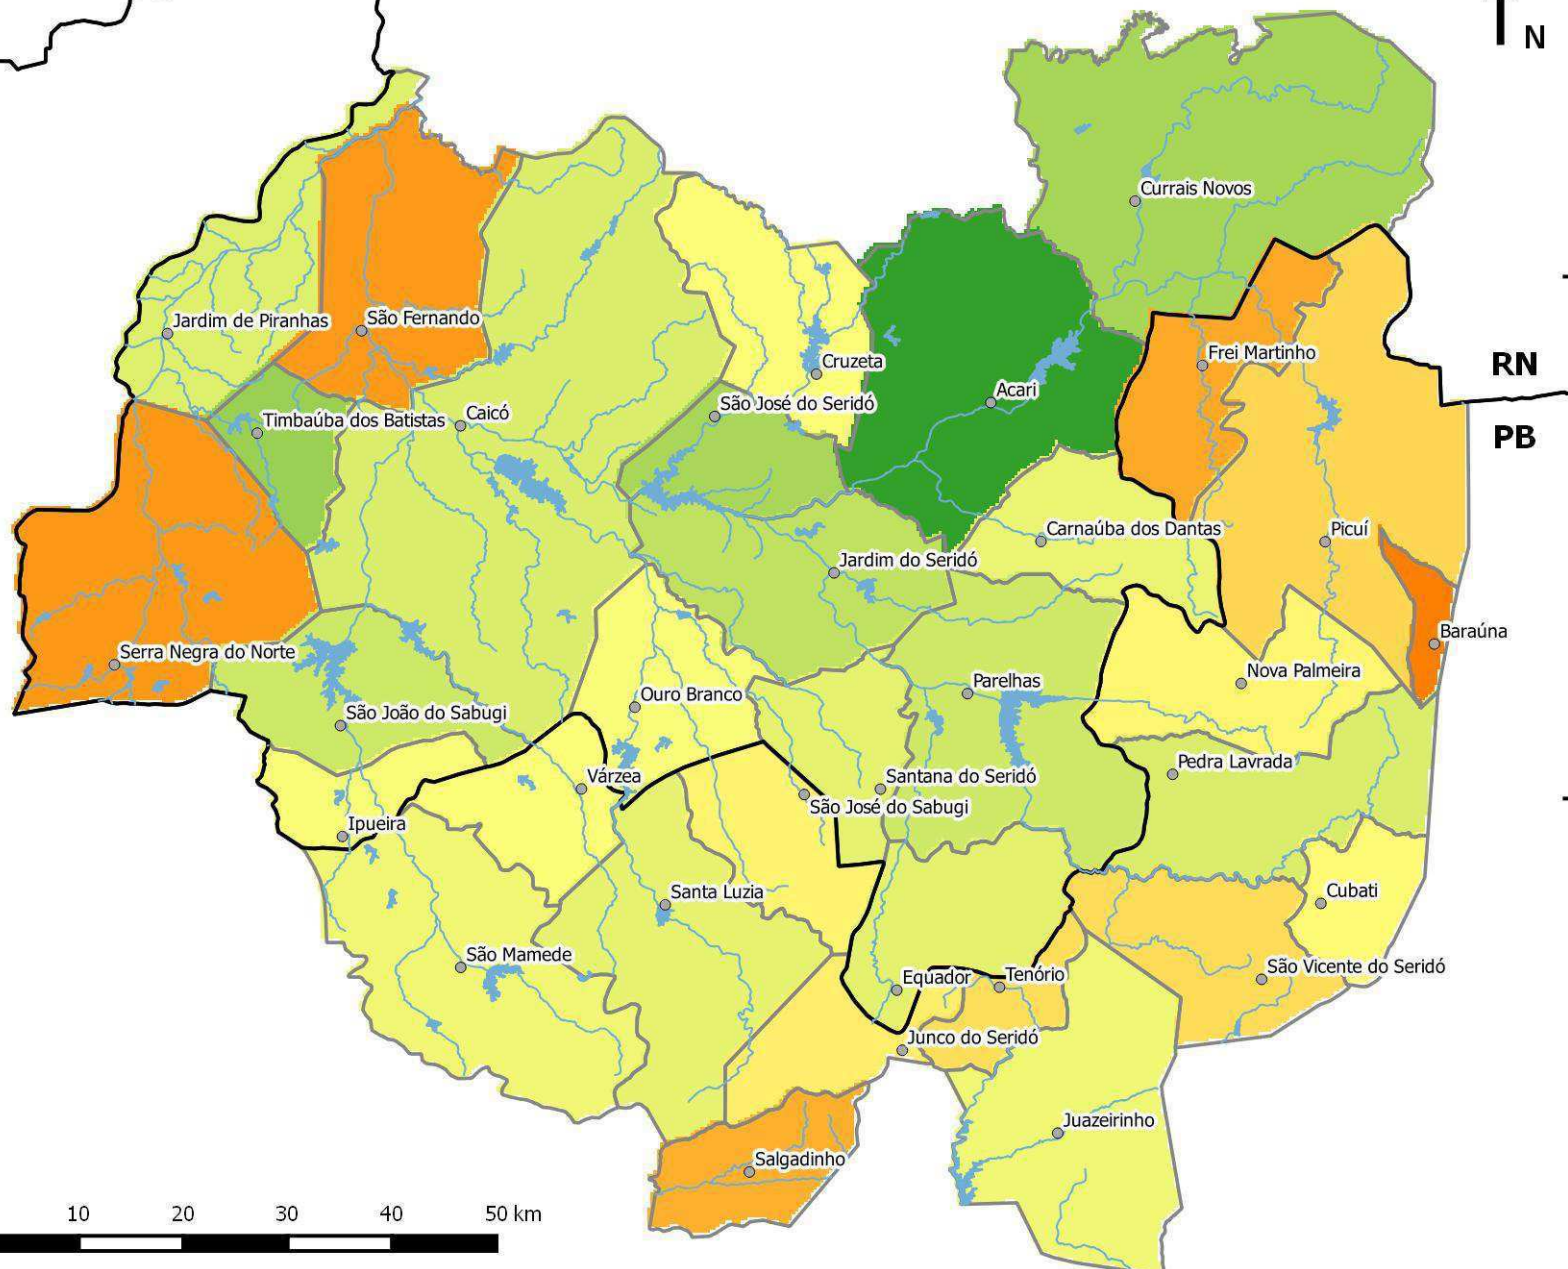 N
Currais Novos
Jardim de Piranhas
São Fernando
Frei Martinho
RN
Cruzeta
Acari
São José do Seridó
Timbaúba dos Batistas
Caicó
PB
Carnaúba dos Dantas
Picuí
Jardim do Seridó
Baraúna
Serra Negra do Norte
Nova Palmeira
Parelhas
Ouro Branco
São João do Sabugi
Pedra Lavrada
Várzea
Santana do Seridó
São José do Sabugi
Ipueira
Santa Luzia
Cubati
São Mamede
São Vicente do Seridó
Equador
Tenório
Junco do Seridó
Juazeirinho
Salgadinho
10 20 30 40 50 km